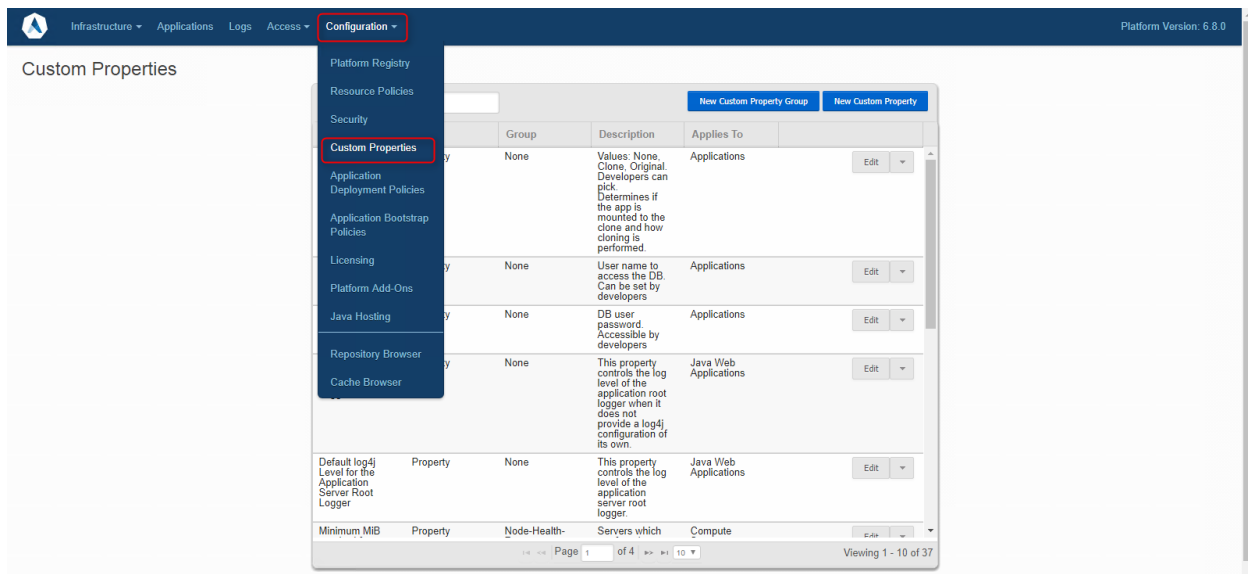 Infrastructure Applications Logs Access Configuration Platform Version: 6.8.0
Custom Properties
Platform Registry
Resource Policies
Security
Custom Properties
Application
Deployment Policies
Application Bootstrap
Policies
Licensing
Platform Add-Ons
Java Hosting
Repository Browser
Cache Browser
New Custom Property Group New Custom Property
Group Description Applies To
None Values: None, Applications Edit
Clone, Original.
Developers can
pick.
Determines if
the app is
mounted to the
clone and how
cloning is
performed.
None User name to Applications Edit
access the DB.
Can be set by
developers
None DB user Applications Edit
password.
Accessible by
developers
None This property Java Web Edit
controls the log Applications
level of the
application root
logger when it
does not
provide a log4j
configuration of
its own.
Default log4j Property None This property Java Web Edit
Level for the controls the log Applications
Application level of the
Server Root application
Logger server root
logger.
Minimum MiB Property Node-Health- Servers which Compute Edit
Page 1 of 4 10 Viewing 1 - 10 of 37